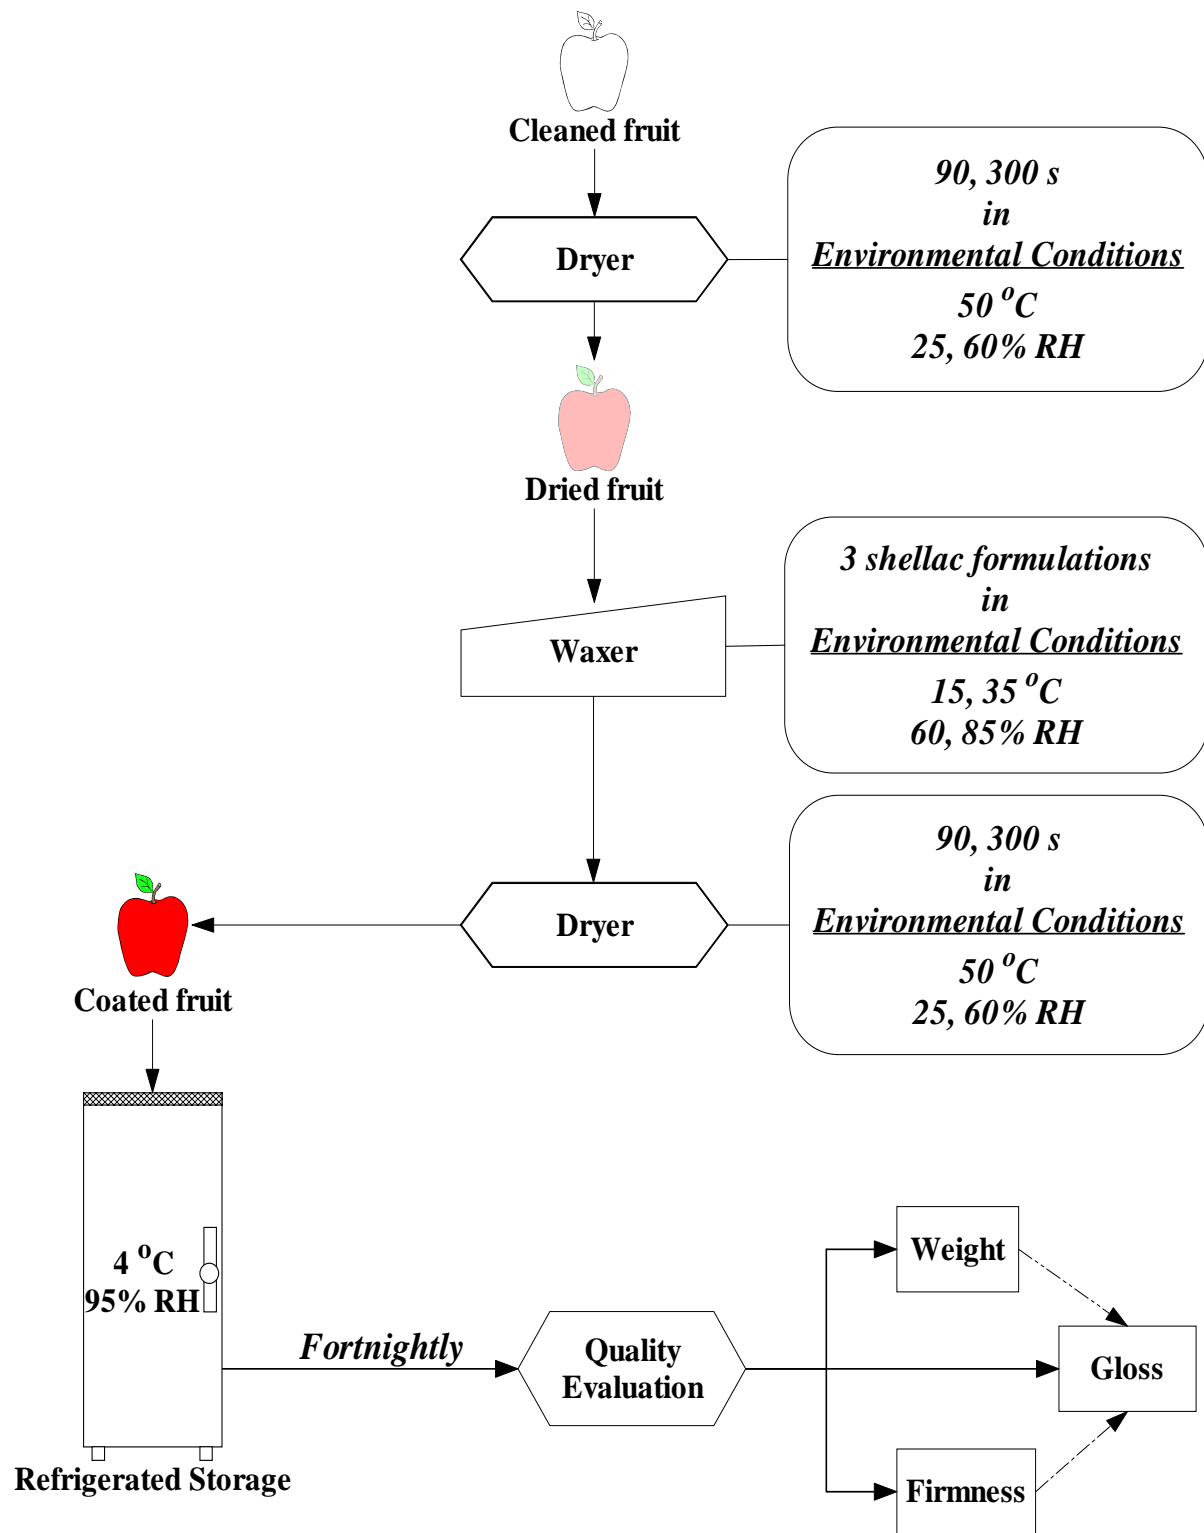 Cleaned fruit
90, 300 s
in
Environmental Conditions
50 °C
25, 60% RH
Dryer
Dried fruit
3 shellac formulations
in
Environmental Conditions
15, 35 °C
60, 85% RH
Waxer
90, 300 s
in
Environmental Conditions
50 °C
25, 60% RH
Dryer
Coated fruit
4 °C
95% RH
Refrigerated Storage
Fortnightly
Quality
Evaluation
Weight
Gloss
Firmness